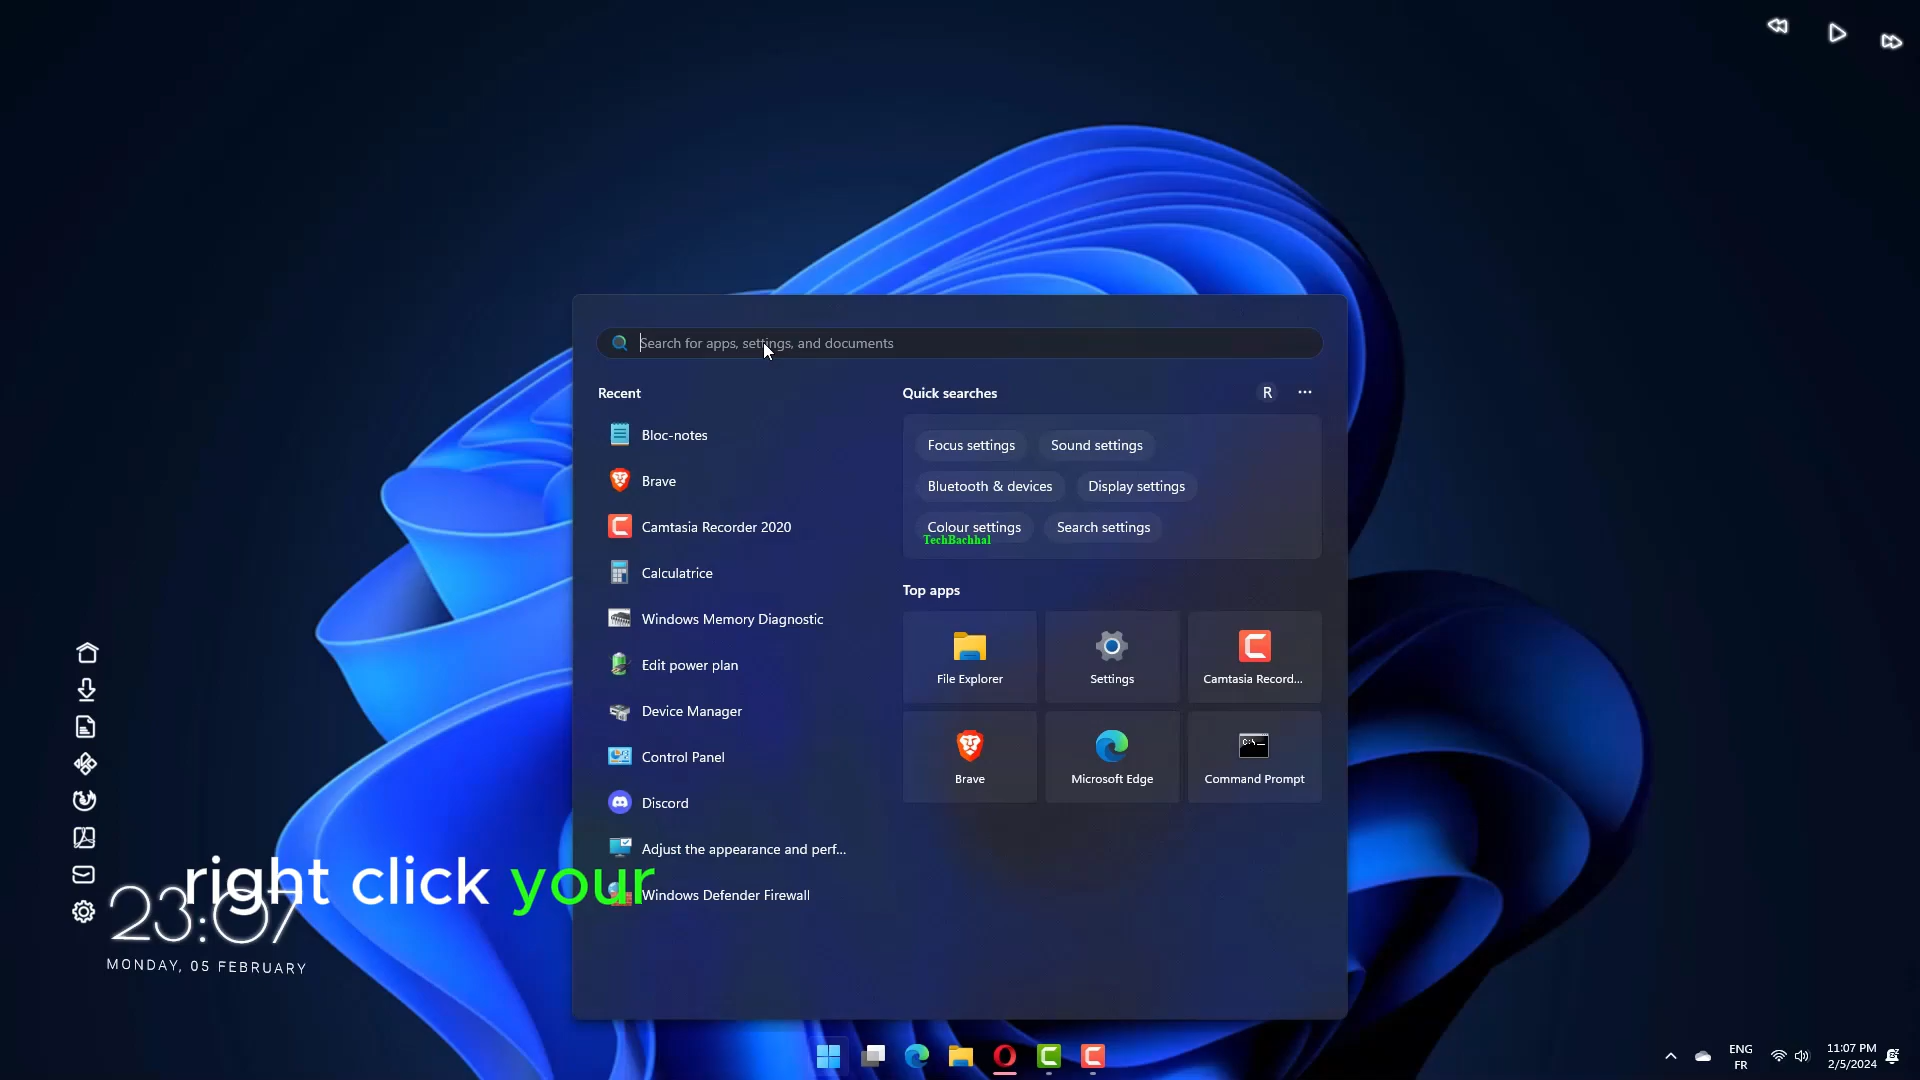 Search for apps, settings, and documents
Recent
Quick searches
R
Bloc-notes
Focus settings
Sound settings
Brave
Bluetooth & devices
Display settings
Camtasia Recorder 2020
Colour settings
Search settings
TechBachhal
Calculatrice
Top apps
Windows Memory Diagnostic
Edit power plan
File Explorer
Settings
Camtasia Record...
Device Manager
Control Panel
Brave
Microsoft Edge
Command Prompt
Discord
Adjust the appearance and perf...
right click your
Windows Defender Firewall
23:07
MONDAY, 05 FEBRUARY
ENG
FR
11:07 PM
2/5/2024